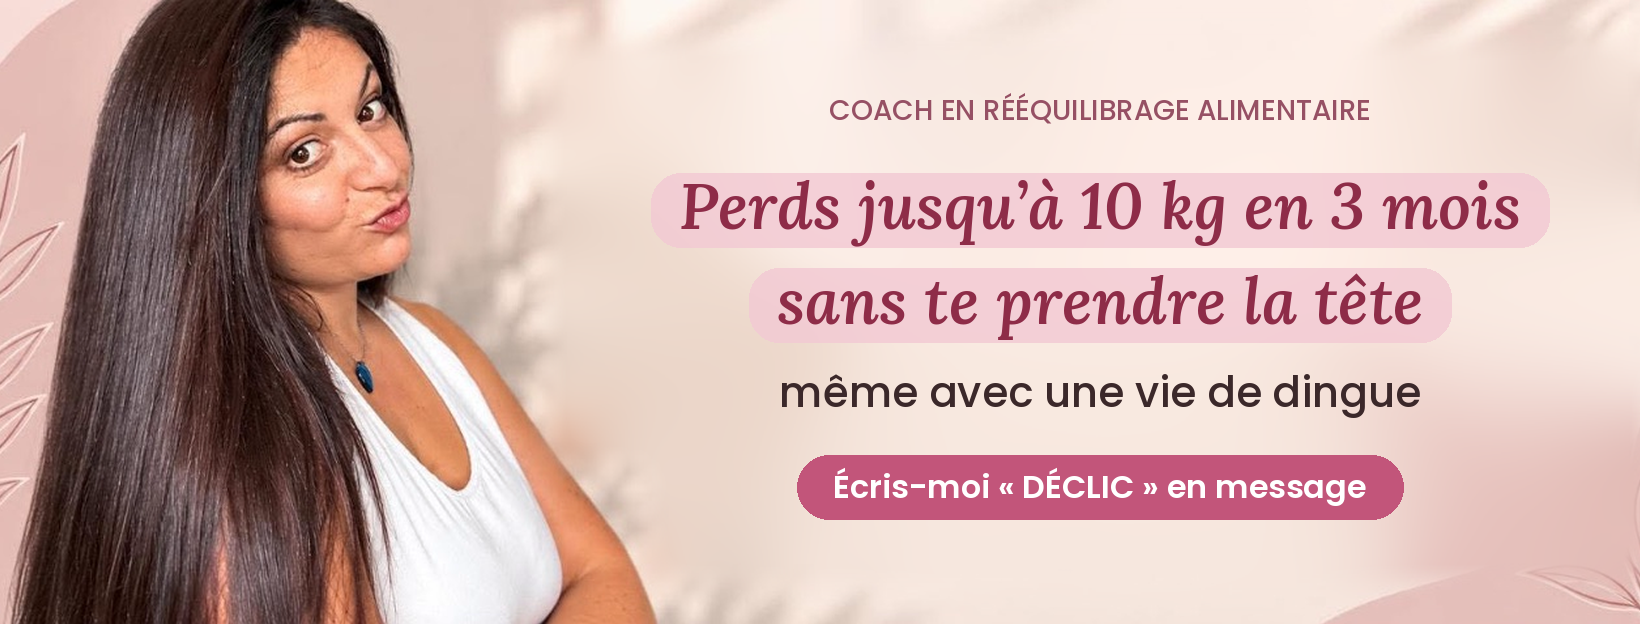 COACH EN RÉÉQUILIBRAGE ALIMENTAIRE
Perds jusqu’à 10 kg en 3 mois
sans te prendre la tête
même avec une vie de dingue
Écris-moi « DÉCLIC » en message